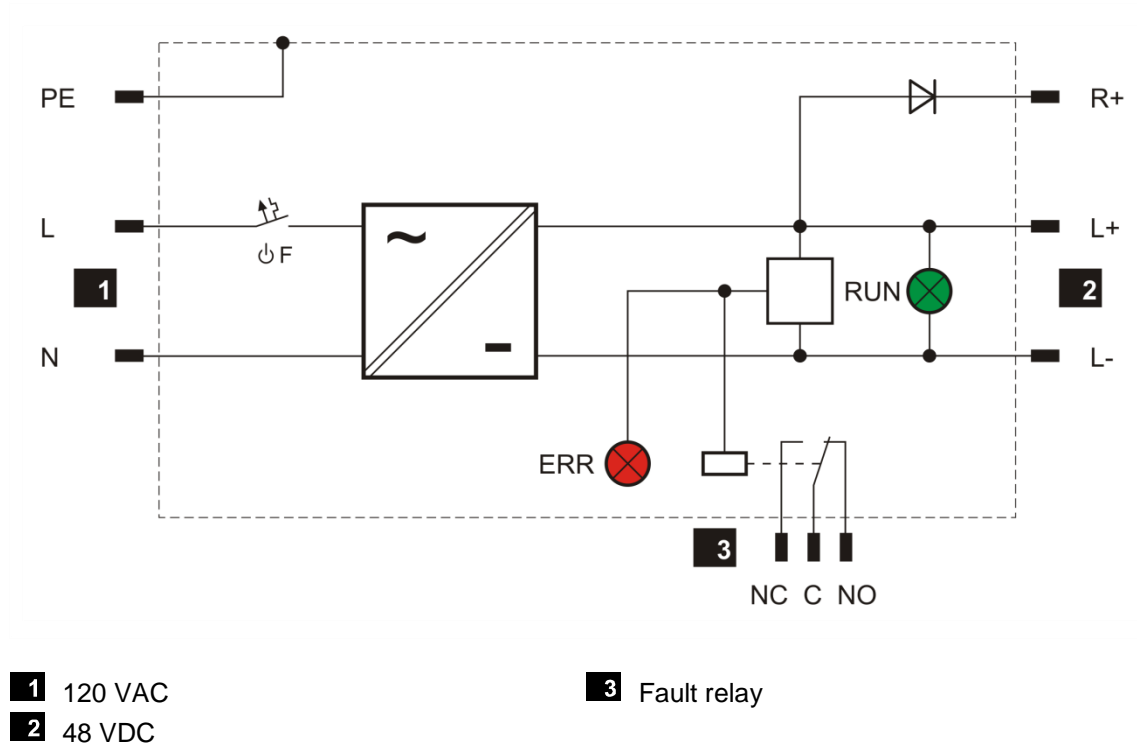 PE
R+
L
L+
⏻ F
~
1
RUN
2
N
-
L-
ERR
3
NC C NO
1 120 VAC
3 Fault relay
2 48 VDC